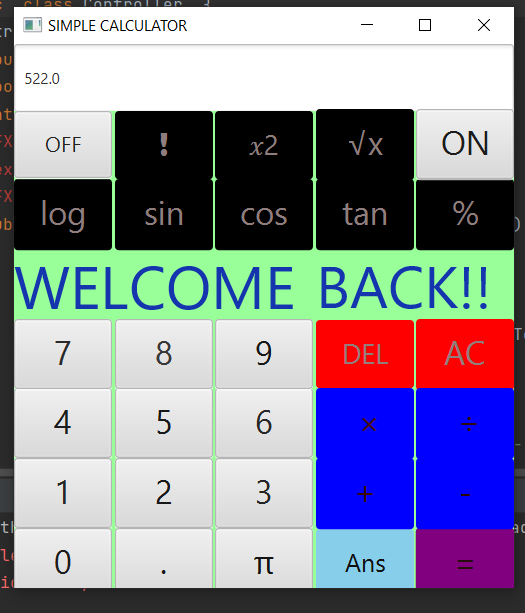 class Controller {
SIMPLE CALCULATOR
522.0
OFF ! x2 √x ON
log sin cos tan %
WELCOME BACK!!
7 8 9 DEL AC
4 5 6 × ÷
1 2 3 + -
0 . π Ans =